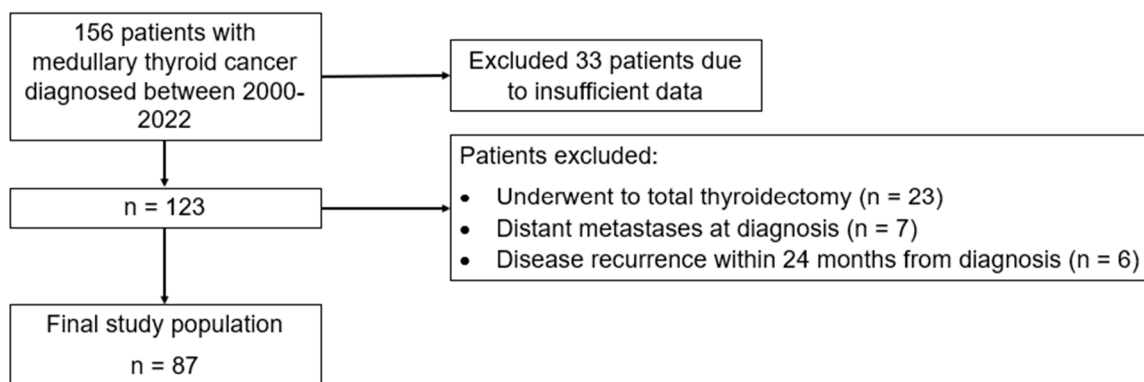 156 patients with
medullary thyroid cancer
diagnosed between 2000-
2022
Excluded 33 patients due
to insufficient data
Patients excluded:
• Underwent to total thyroidectomy (n = 23)
• Distant metastases at diagnosis (n = 7)
• Disease recurrence within 24 months from diagnosis (n = 6)
n = 123
Final study population
n = 87